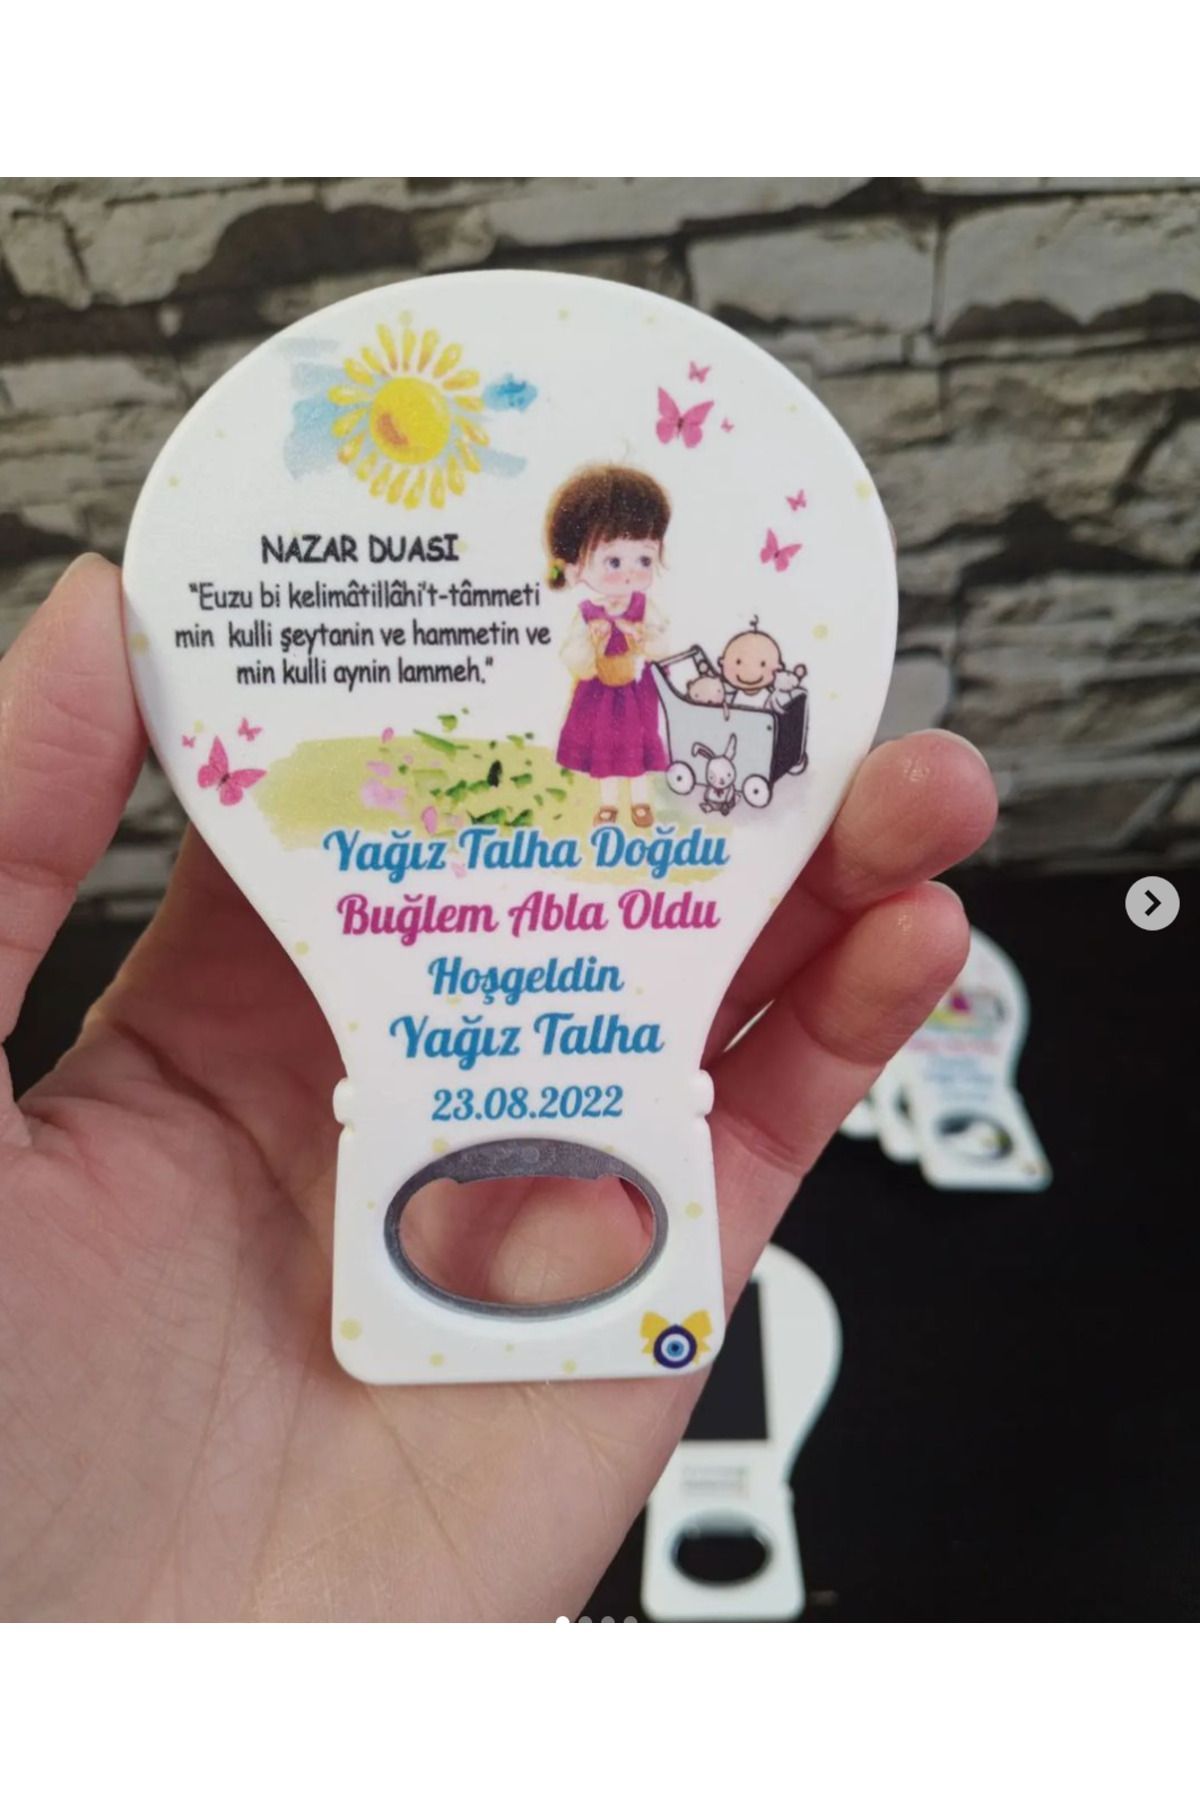 NAZAR DUASI
"Euzu bi kelimâtillâhi't-tâmmeti
min kulli şeytanin ve hammetin ve
min kulli aynin lammeh."
Yağız Talha Doğdu
Buğlem Abla Oldu
Hoşgeldin
Yağız Talha
23.08.2022